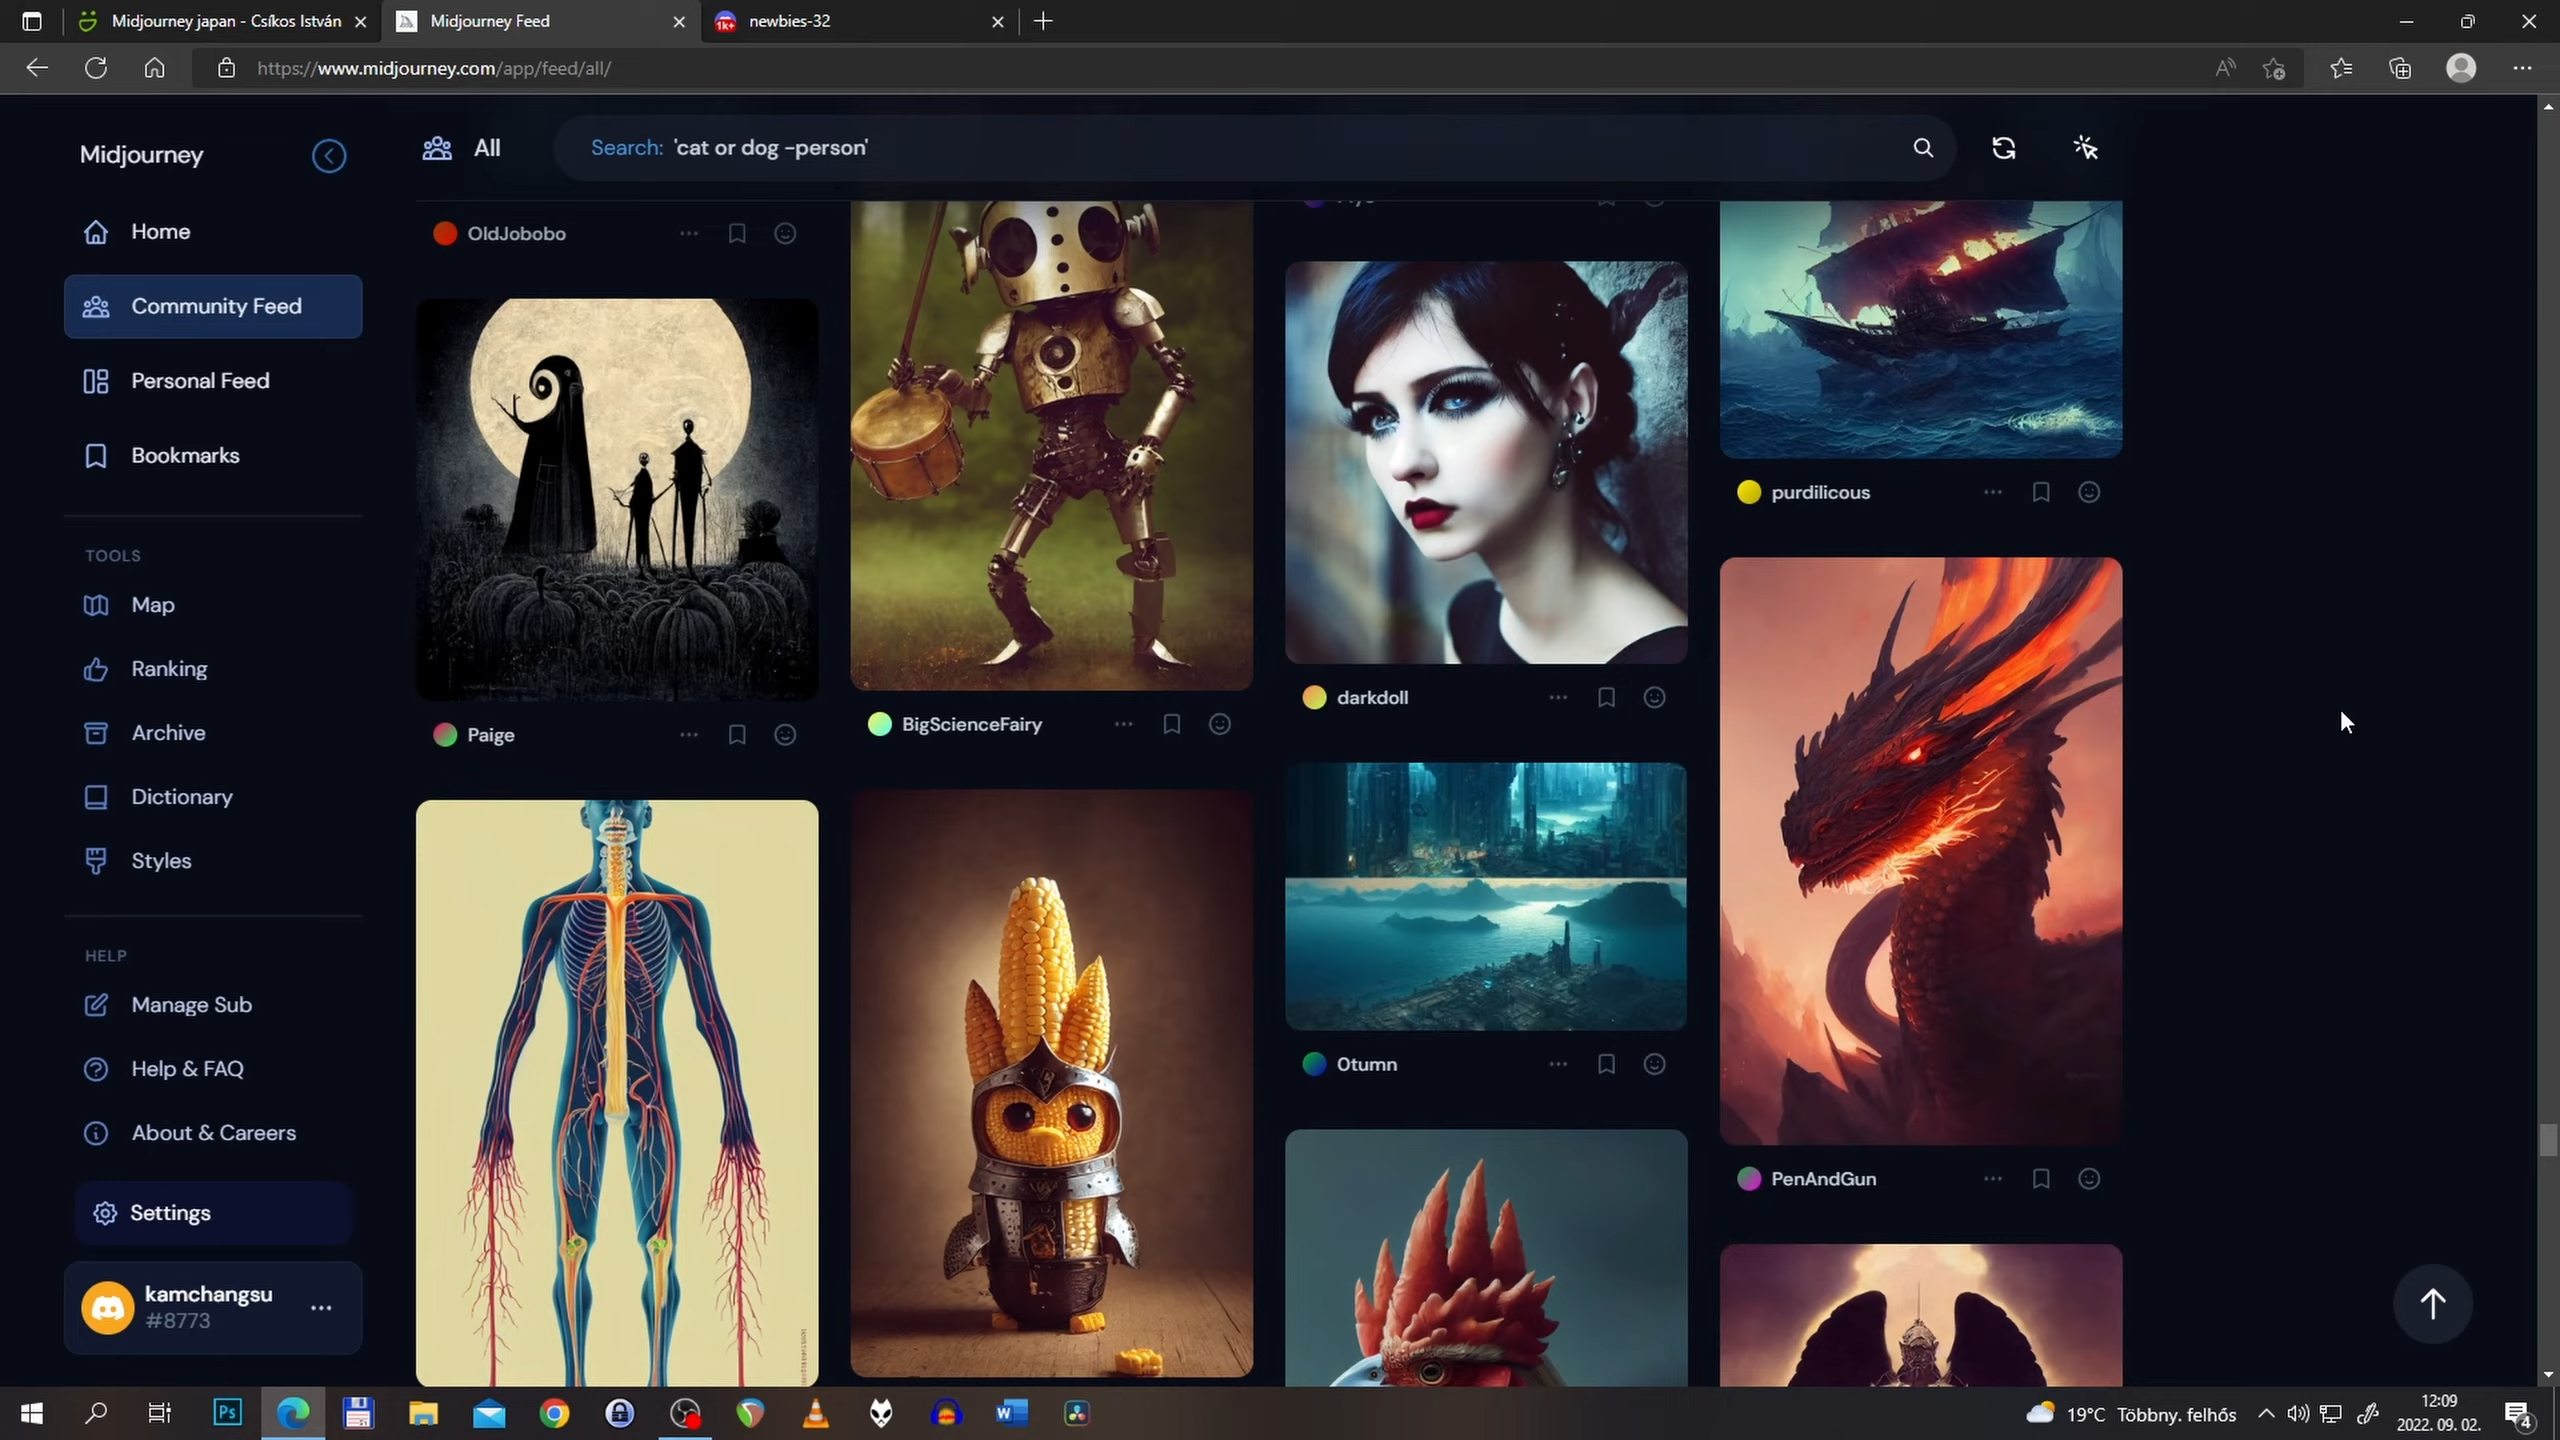 Midjourney japan - Csíkos István
Midjourney Feed
1k+
newbies-32
https://www.midjourney.com/app/feed/all/
Midjourney
All
Search: 'cat or dog -person'
Home
Community Feed
Personal Feed
Bookmarks
TOOLS
Map
Ranking
Archive
Dictionary
Styles
HELP
Manage Sub
Help & FAQ
About & Careers
Settings
kamchangsu
#8773
OldJobobo
Paige
BigScienceFairy
darkdoll
Otumn
purdilicous
PenAndGun
Ps
W
19°C Többny. felhős
12:09
2022. 09. 02.
4